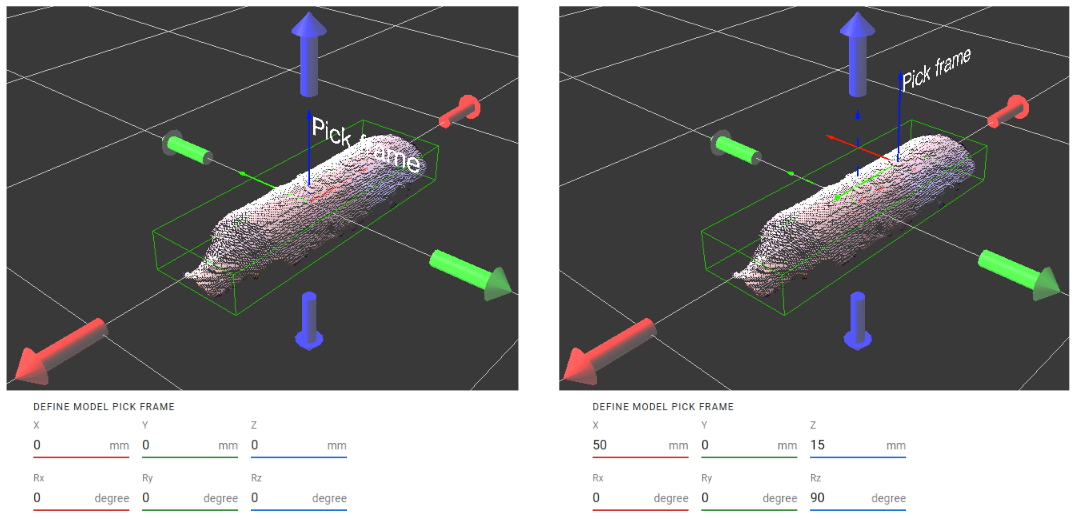 Pick frame
DEFINE MODEL PICK FRAME
X Y Z
0 mm 0 mm 0 mm
Rx Ry Rz
0 degree 0 degree 0 degree
Pick frame
DEFINE MODEL PICK FRAME
X Y Z
50 mm 0 mm 15 mm
Rx Ry Rz
0 degree 0 degree 90 degree